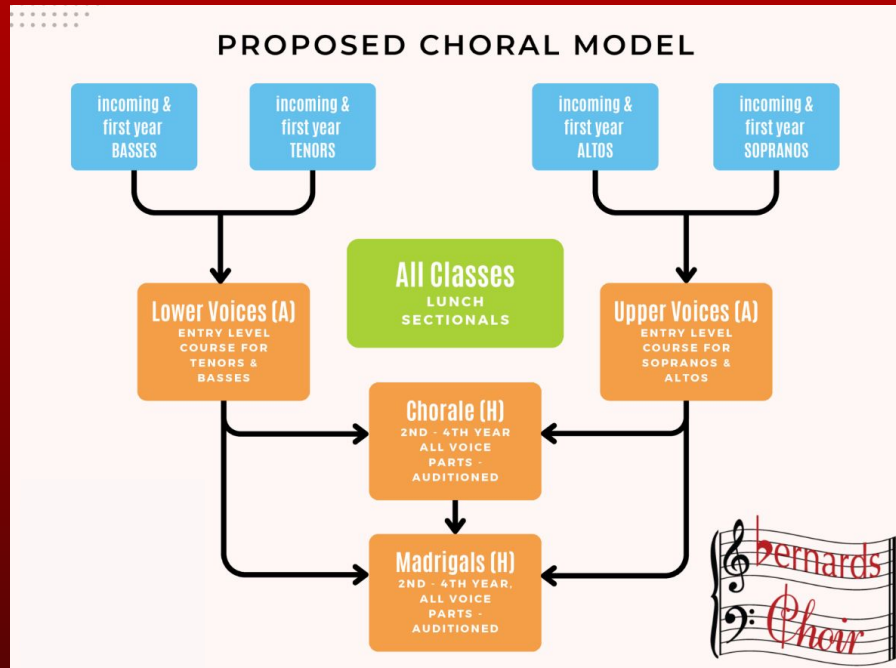 PROPOSED CHORAL MODEL
incoming &
first year
BASSES
incoming &
first year
TENORS
incoming &
first year
ALTOS
incoming &
first year
SOPRANOS
All Classes
LUNCH
SECTIONALS
Lower Voices (A)
ENTRY LEVEL
COURSE FOR
TENORS &
BASSES
Upper Voices (A)
ENTRY LEVEL
COURSE FOR
SOPRANOS &
ALTOS
Chorale (H)
2ND - 4TH YEAR
ALL VOICE
PARTS -
AUDITIONED
Madrigals (H)
2ND - 4TH YEAR,
ALL VOICE
PARTS -
AUDITIONED
bernards
Choir